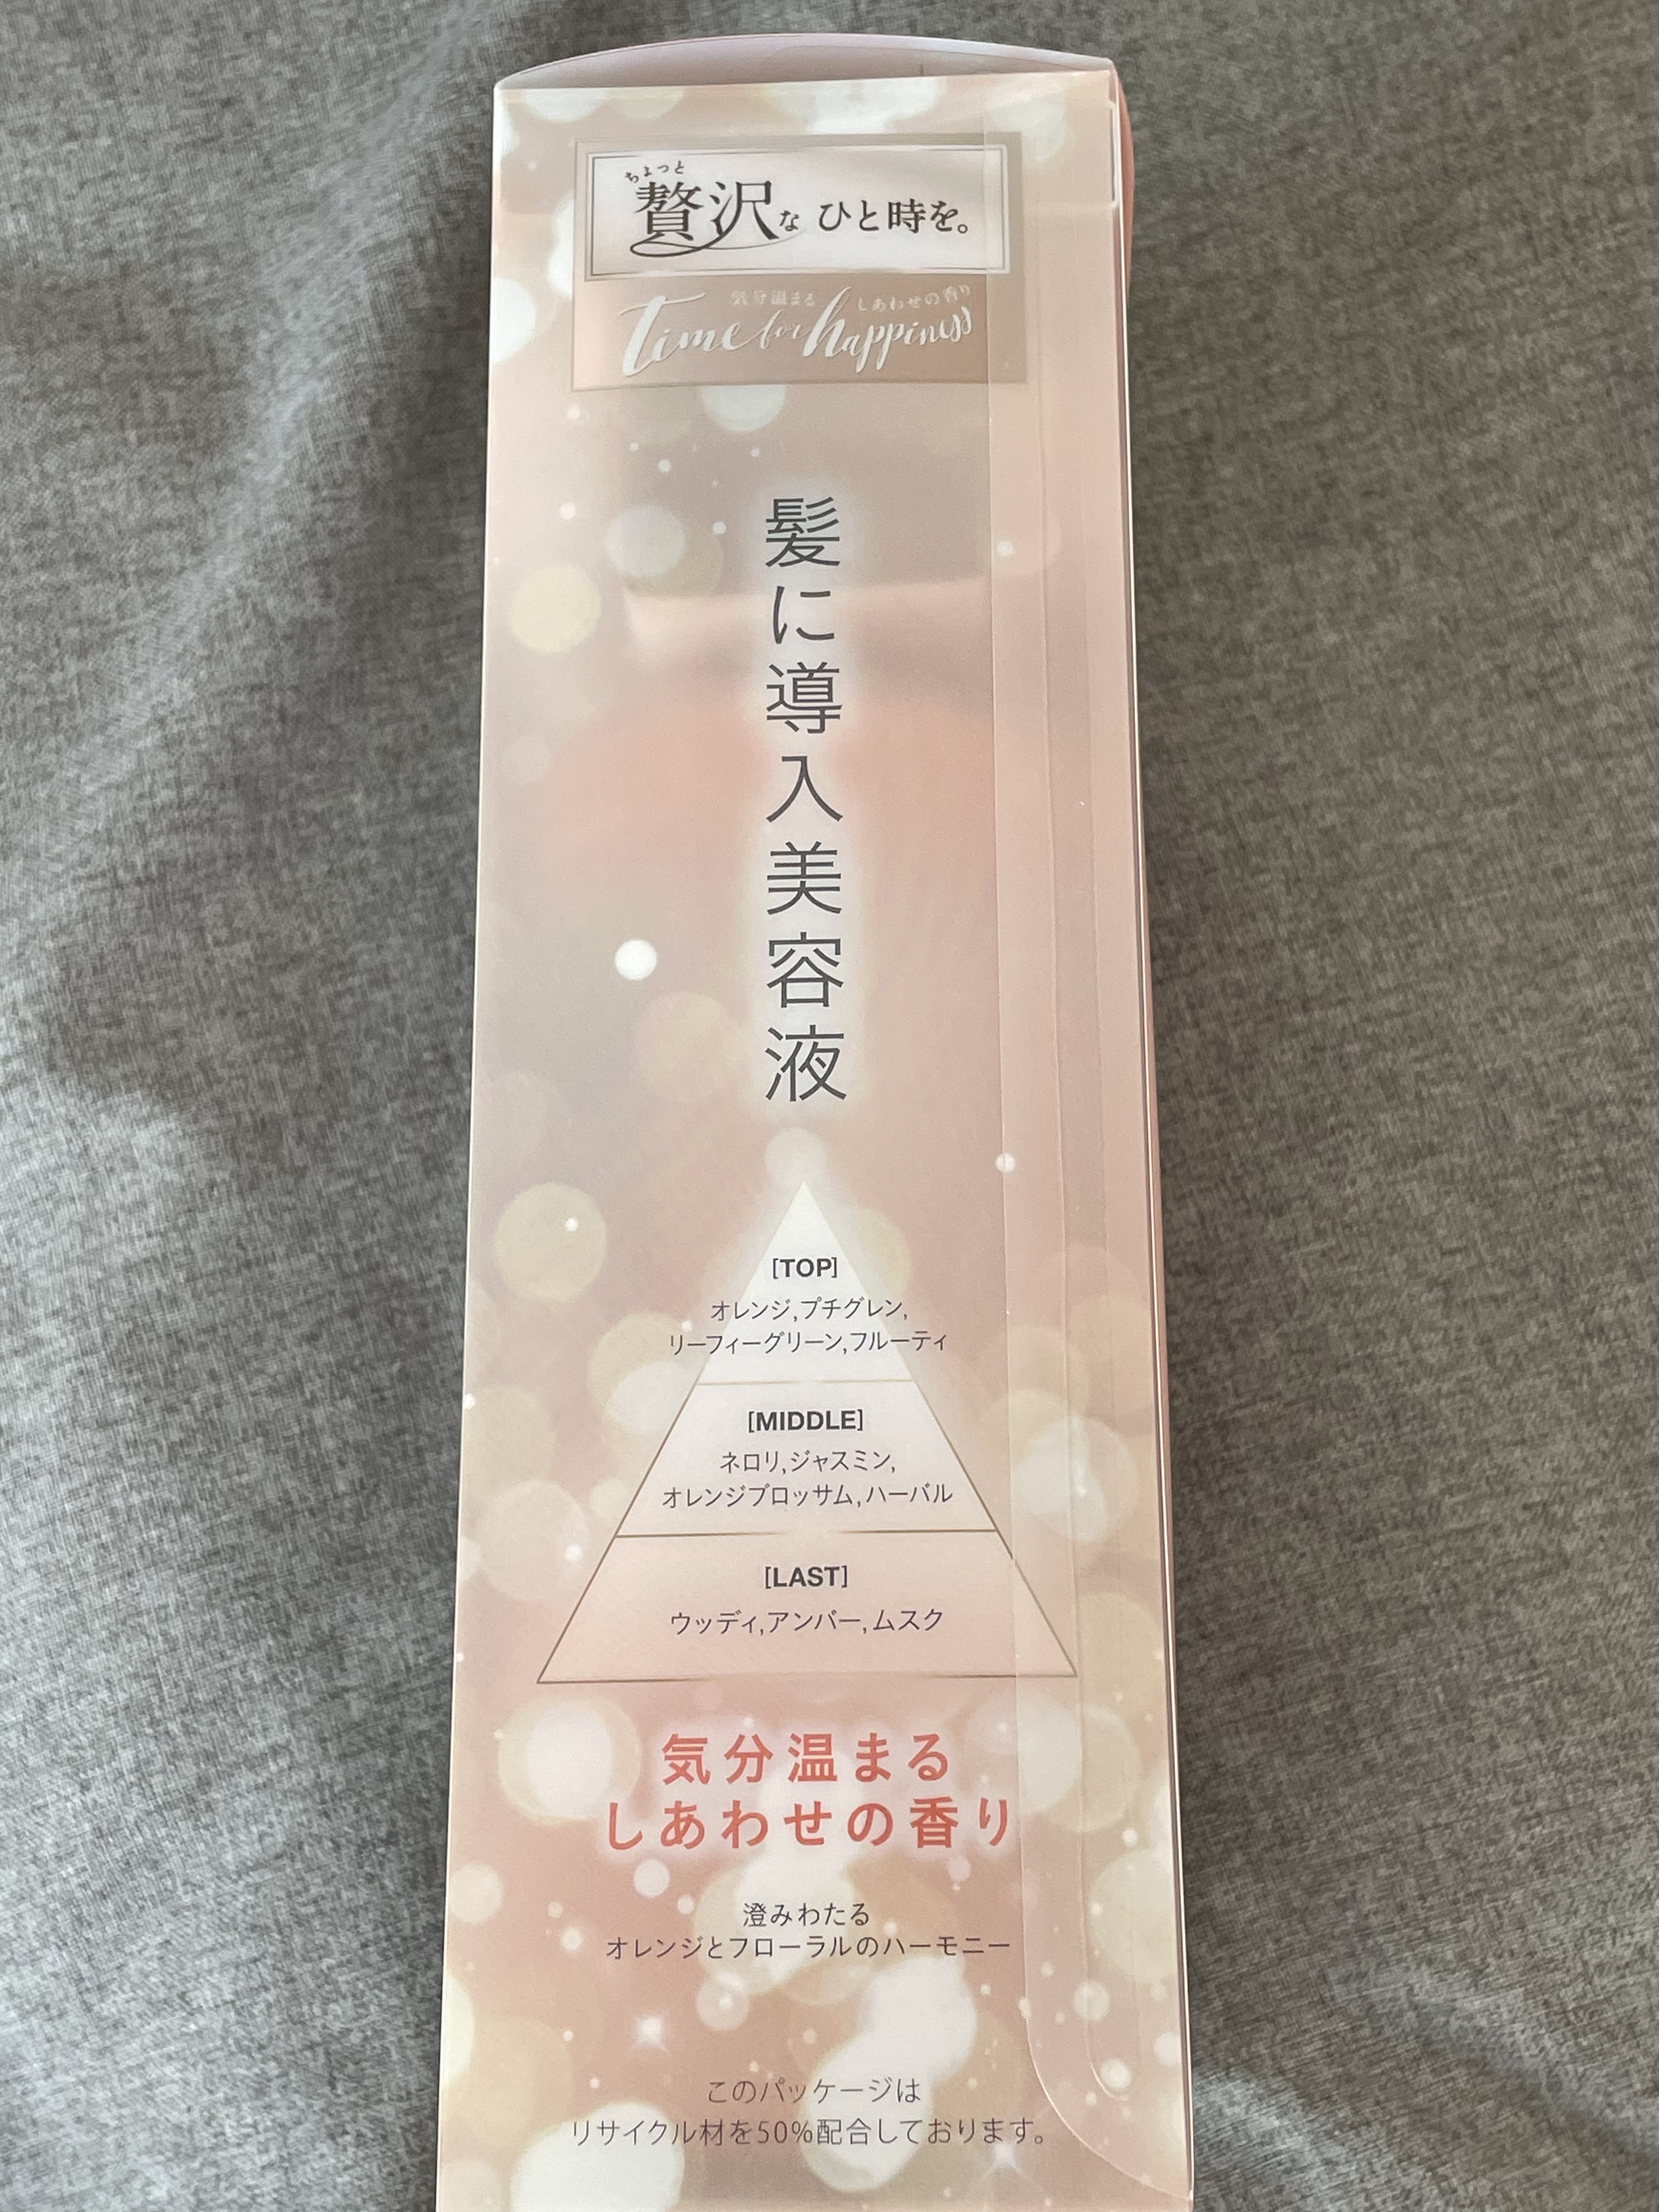 ちょっと
贅沢な ひと時を。
気分温まる しあわせの香り
Time for happiness
髪に導入美容液
[TOP]
オレンジ,プチグレン,
リーフィーグリーン,フルーティ
[MIDDLE]
ネロリ,ジャスミン,
オレンジブロッサム,ハーバル
[LAST]
ウッディ,アンバー,ムスク
気分温まる
しあわせの香り
澄みわたる
オレンジとフローラルのハーモニー
このパッケージは
リサイクル材を50%配合しております。